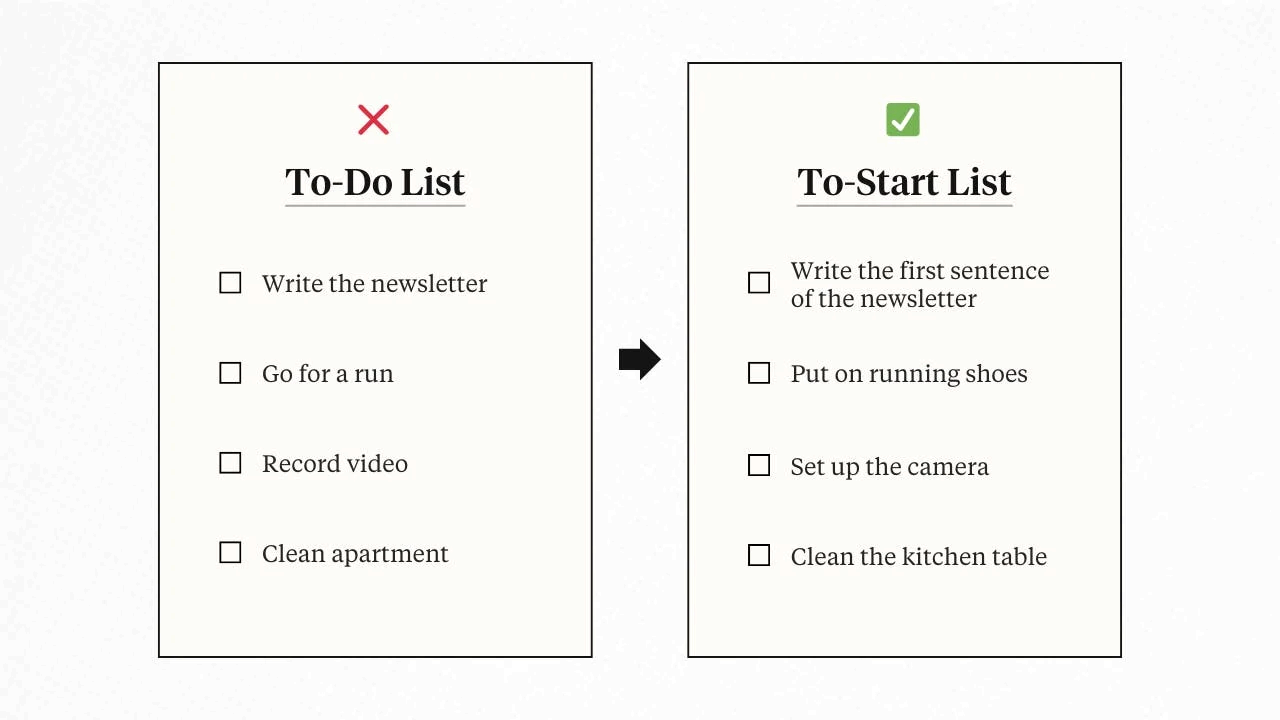 To-Do List
Write the newsletter
Go for a run
Record video
Clean apartment
To-Start List
Write the first sentence
of the newsletter
Put on running shoes
Set up the camera
Clean the kitchen table